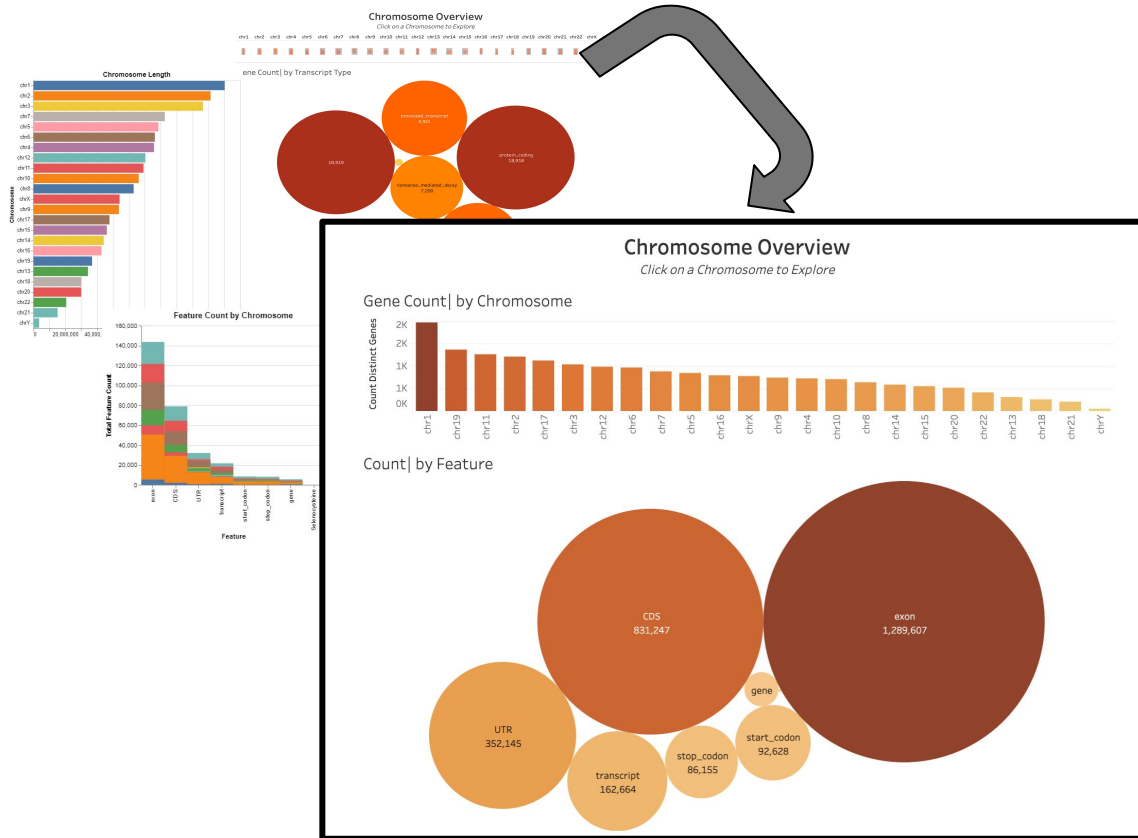 Chromosome Overview
Click on a Chromosome to Explore
chr1 chr2 chr3 chr4 chr5 chr6 chr7 chr8 chr9 chr10 chr11 chr12 chr13 chr14 chr15 chr16 chr17 chr18 chr19 chr20 chr21 chr22 chrX
ene Count| by Transcript Type
processed_transcript
18,919
protein_coding
18,918
nonsense_mediated_decay
Chromosome Length
Chromosome
chr1
chr2
chr3
chr7
chr5
chr6
chr4
chr12
chr11
chr10
chr8
chrX
chr9
chr17
chr15
chr14
chr16
chr19
chr13
chr18
chr20
chr22
chr21
chrY
0 20,000,000 40,000,
Feature Count by Chromosome
Total Feature Count
160,000
140,000
120,000
100,000
80,000
60,000
40,000
20,000
0
exon CDS UTR transcript start_codon stop_codon gene Selenocysteine
Feature
Chromosome Overview
Click on a Chromosome to Explore
Gene Count| by Chromosome
Count Distinct Genes
2K
2K
1K
1K
0K
chr1 chr19 chr11 chr2 chr17 chr3 chr12 chr6 chr7 chr5 chr16 chrX chr9 chr4 chr10 chr8 chr14 chr15 chr20 chr22 chr13 chr18 chr21 chrY
Count| by Feature
CDS
831,247
exon
1,289,607
gene
UTR
352,145
start_codon
92,628
stop_codon
86,155
transcript
162,664